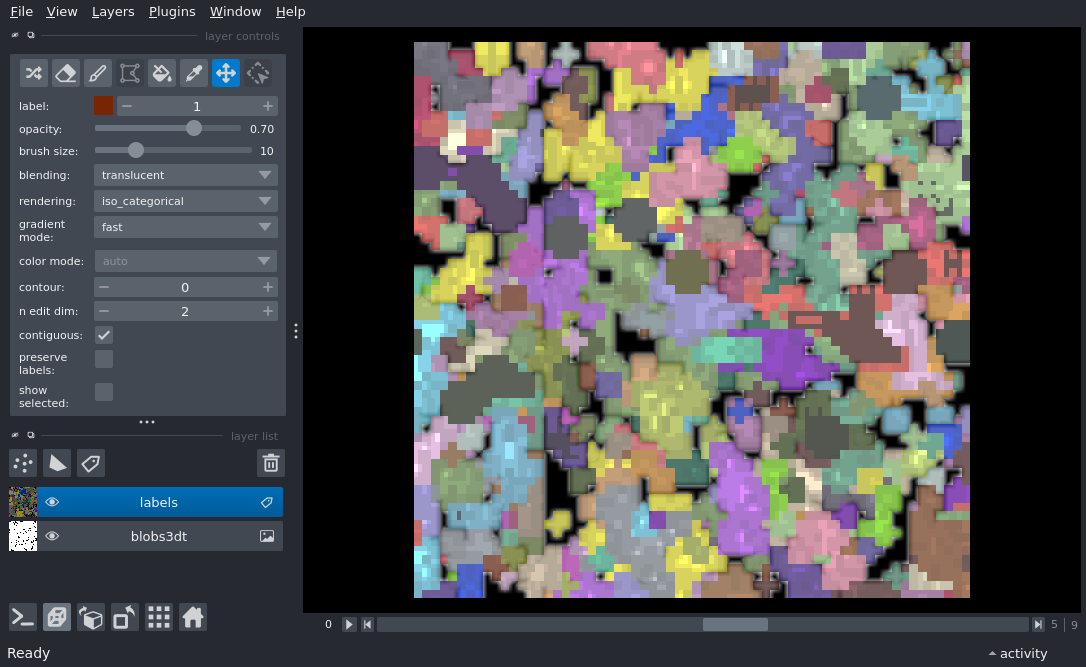 File View Layers Plugins Window Help
layer controls
label: 1
opacity: 0.70
brush size: 10
blending: translucent
rendering: iso_categorical
gradient
mode: fast
color mode: auto
contour: 0
n edit dim: 2
contiguous:
preserve
labels:
show
selected:
layer list
labels
blobs3dt
0 5 | 9
Ready activity